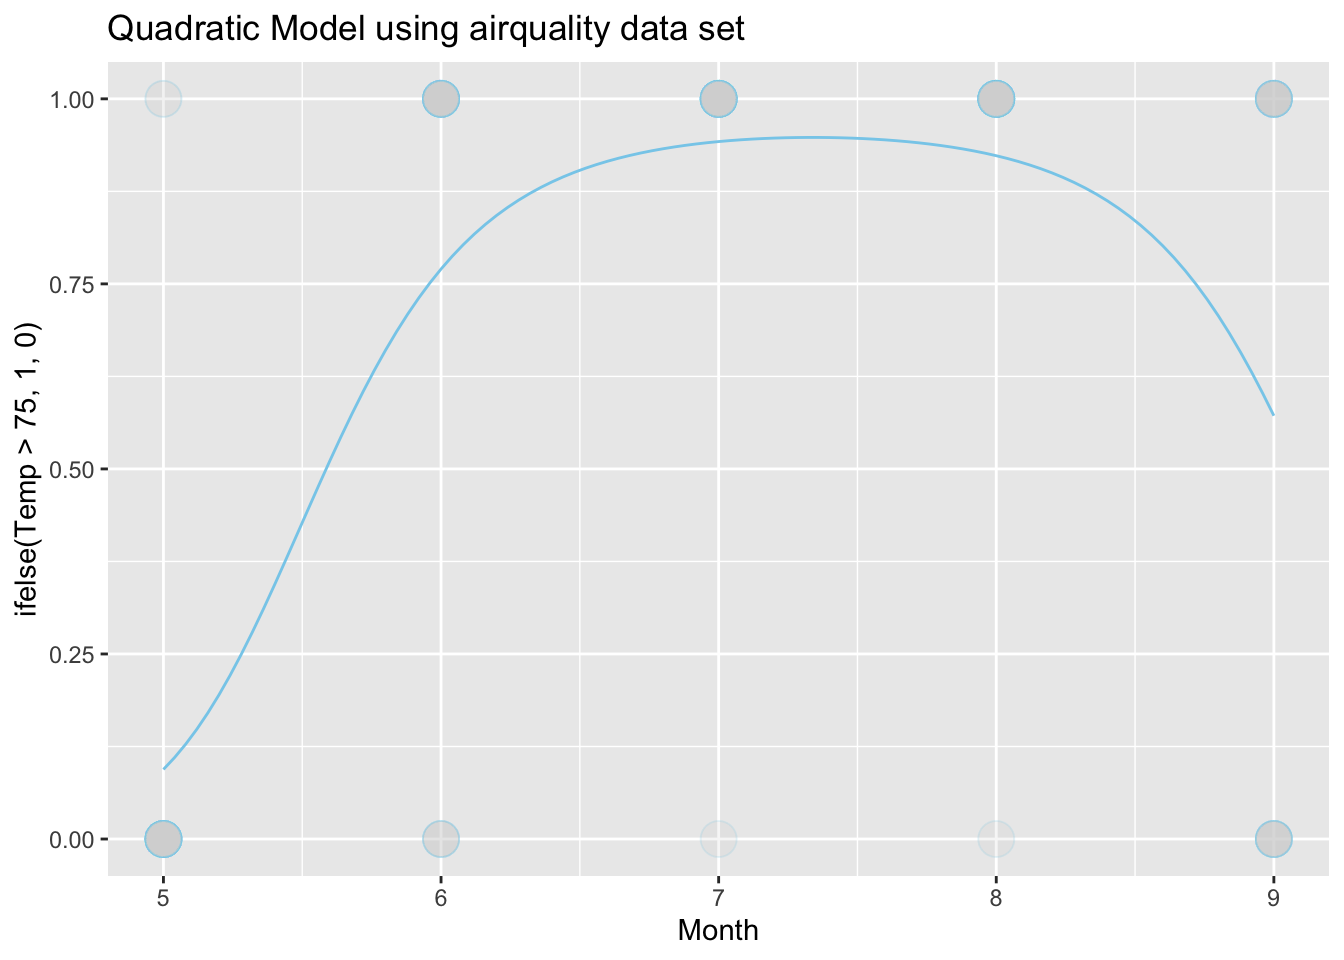 Quadratic Model using airquality data set
ifelse(Temp > 75, 1, 0)
1.00
0.75
0.50
0.25
0.00
5 6 7 8 9
Month